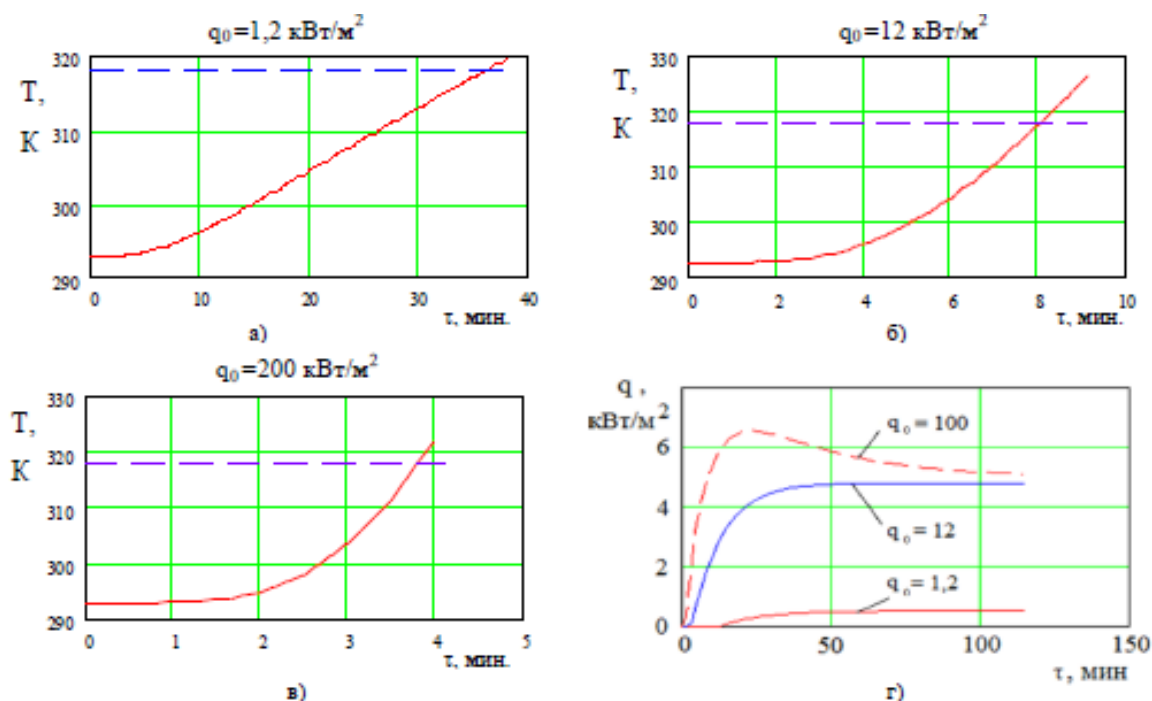 q₀=1,2 кВт/м²
T,
К
320
310
300
290
0 10 20 30 40
τ, мин.
а)
q₀=12 кВт/м²
T,
К
330
320
310
300
290
0 2 4 6 8 10
τ, мин.
б)
q₀=200 кВт/м²
T,
К
330
320
310
300
290
0 1 2 3 4 5
τ, мин.
в)
q ,
кВт/м²
6
4
2
0
q₀ = 100
q₀ = 12
q₀ = 1,2
0 50 100 150
τ , мин
г)